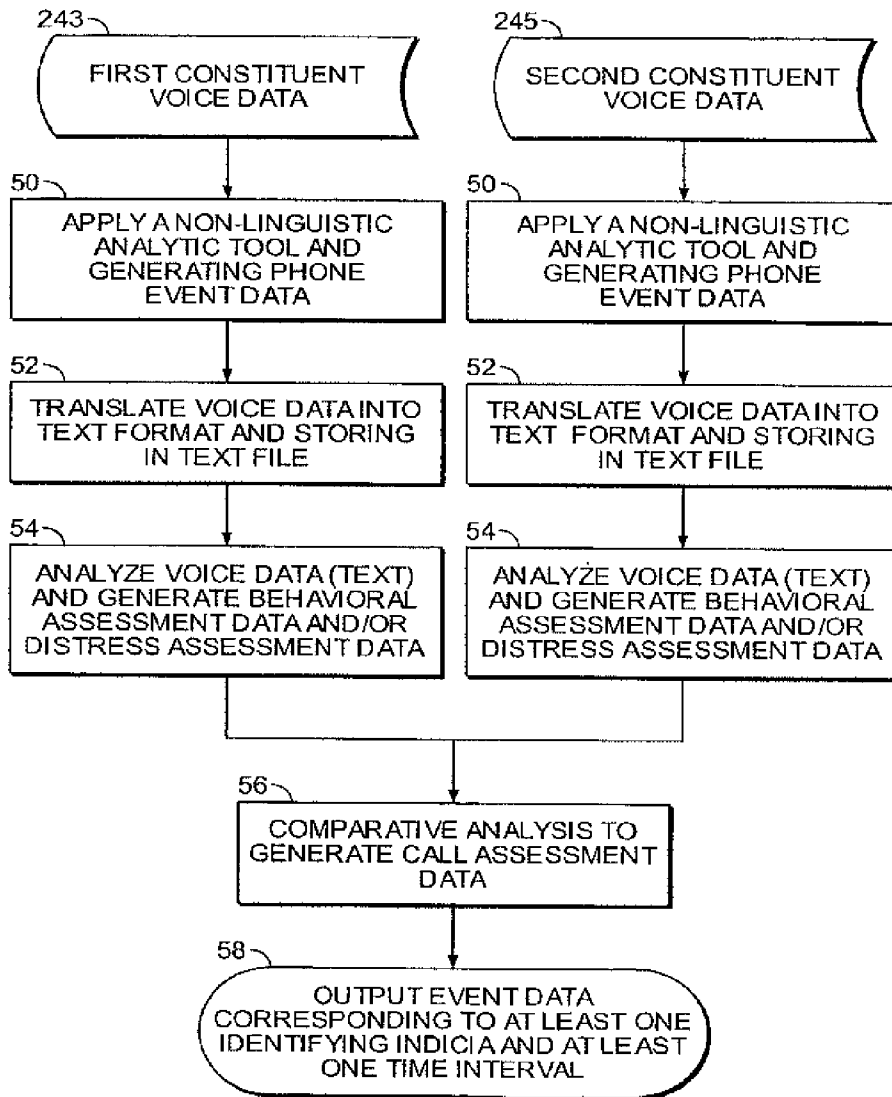 243
FIRST CONSTITUENT
VOICE DATA
245
SECOND CONSTITUENT
VOICE DATA
50
APPLY A NON-LINGUISTIC
ANALYTIC TOOL AND
GENERATING PHONE
EVENT DATA
50
APPLY A NON-LINGUISTIC
ANALYTIC TOOL AND
GENERATING PHONE
EVENT DATA
52
TRANSLATE VOICE DATA INTO
TEXT FORMAT AND STORING
IN TEXT FILE
52
TRANSLATE VOICE DATA INTO
TEXT FORMAT AND STORING
IN TEXT FILE
54
ANALYZE VOICE DATA (TEXT)
AND GENERATE BEHAVIORAL
ASSESSMENT DATA AND/OR
DISTRESS ASSESSMENT DATA
54
ANALYZE VOICE DATA (TEXT)
AND GENERATE BEHAVIORAL
ASSESSMENT DATA AND/OR
DISTRESS ASSESSMENT DATA
56
COMPARATIVE ANALYSIS TO
GENERATE CALL ASSESSMENT
DATA
58
OUTPUT EVENT DATA
CORRESPONDING TO AT LEAST ONE
IDENTIFYING INDICIA AND AT LEAST
ONE TIME INTERVAL